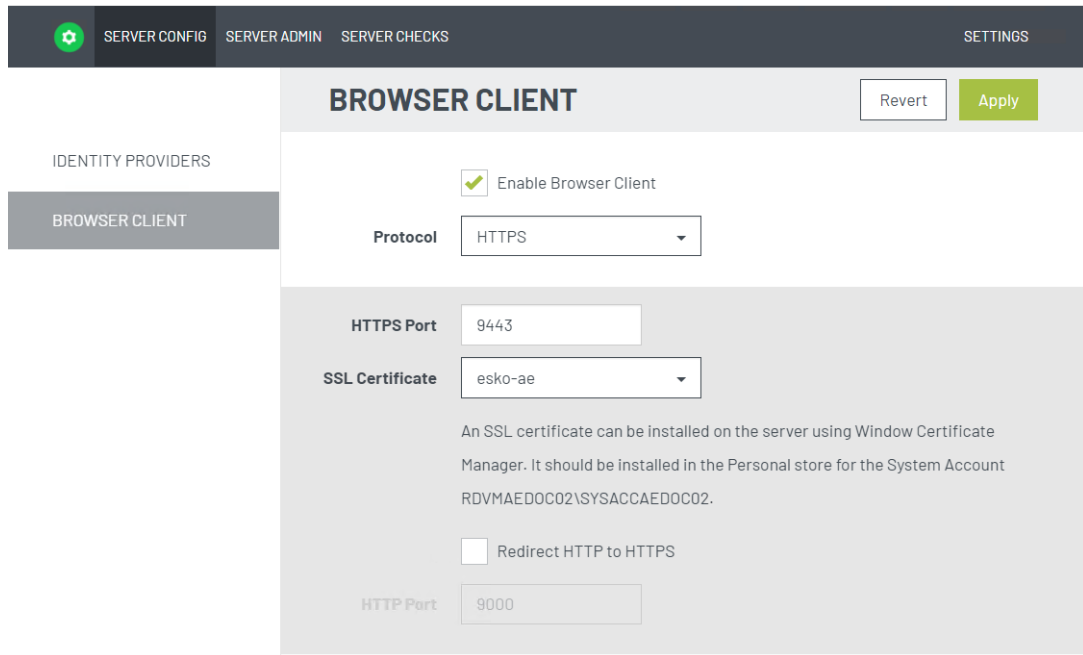 SERVER CONFIG SERVER ADMIN SERVER CHECKS SETTINGS
BROWSER CLIENT Revert Apply
IDENTITY PROVIDERS
BROWSER CLIENT
Enable Browser Client
Protocol HTTPS
HTTPS Port 9443
SSL Certificate esko-ae
An SSL certificate can be installed on the server using Window Certificate
Manager. It should be installed in the Personal store for the System Account
RDVMAEDOC02\SYSACCAEDOC02.
Redirect HTTP to HTTPS
HTTP Port 9000